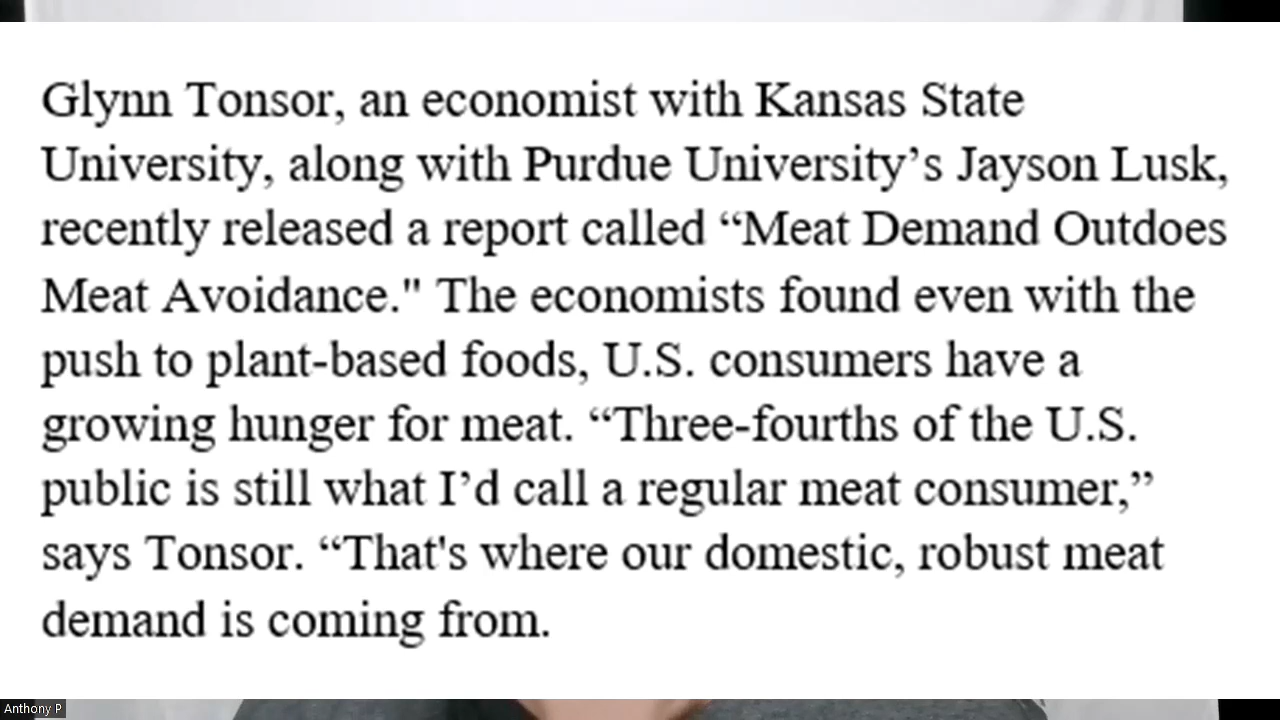 Glynn Tonsor, an economist with Kansas State
University, along with Purdue University’s Jayson Lusk,
recently released a report called “Meat Demand Outdoes
Meat Avoidance." The economists found even with the
push to plant-based foods, U.S. consumers have a
growing hunger for meat. “Three-fourths of the U.S.
public is still what I’d call a regular meat consumer,”
says Tonsor. “That's where our domestic, robust meat
demand is coming from.
Anthony P